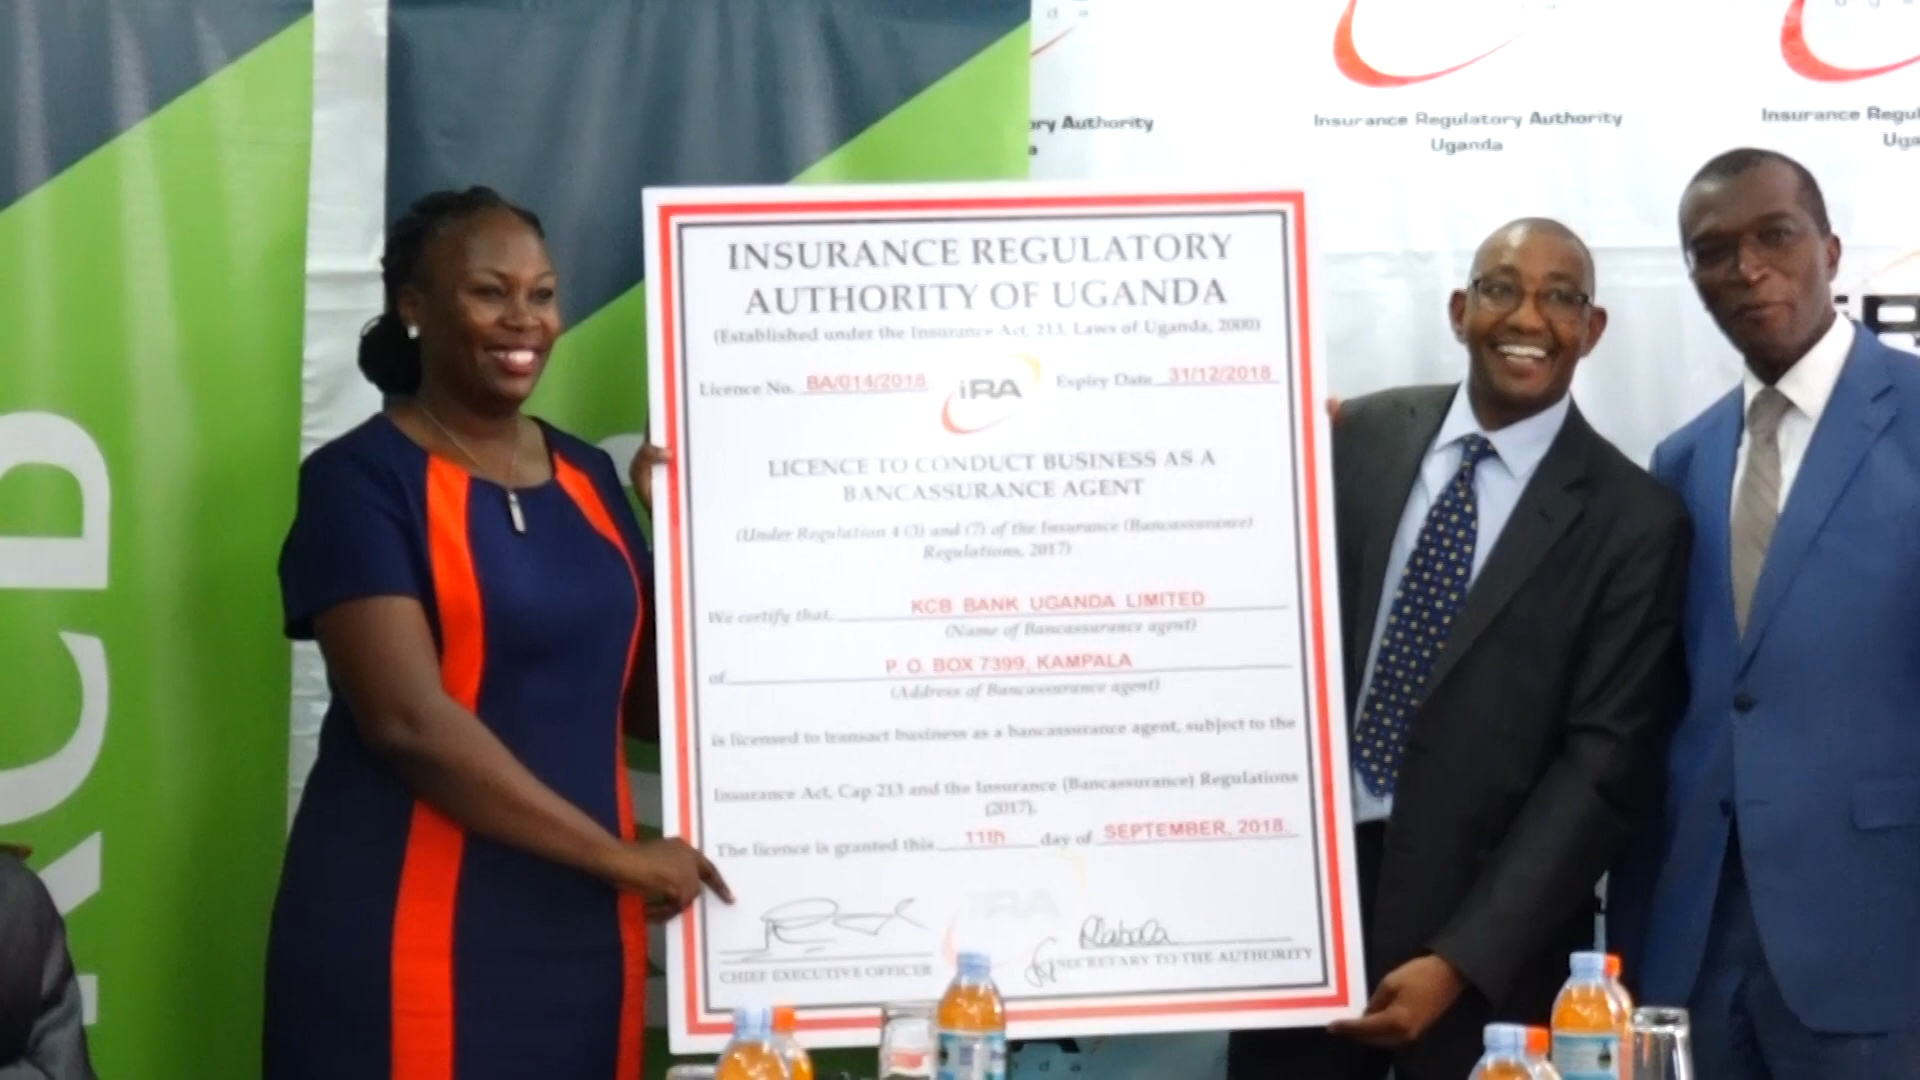 KCB
ory Authority
Insurance Regulatory Authority
Uganda
Insurance Regul
Uga
INSURANCE REGULATORY
AUTHORITY OF UGANDA
(Established under the Insurance Act, 213, Laws of Uganda, 2000)
Licence No. BA/014/2018
iRA
Expiry Date 31/12/2018
LICENCE TO CONDUCT BUSINESS AS A
BANCASSURANCE AGENT
(Under Regulation 4 (3) and (7) of the Insurance (Bancassurance)
Regulations, 2017)
We certify that, KCB BANK UGANDA LIMITED
(Name of Bancassurance agent)
of P. O. BOX 7399, KAMPALA
(Address of Bancassurance agent)
is licensed to transact business as a bancassurance agent, subject to the
Insurance Act, Cap 213 and the Insurance (Bancassurance) Regulations
(2017).
The licence is granted this 11th day of SEPTEMBER, 2018.
iRA
CHIEF EXECUTIVE OFFICER
SECRETARY TO THE AUTHORITY